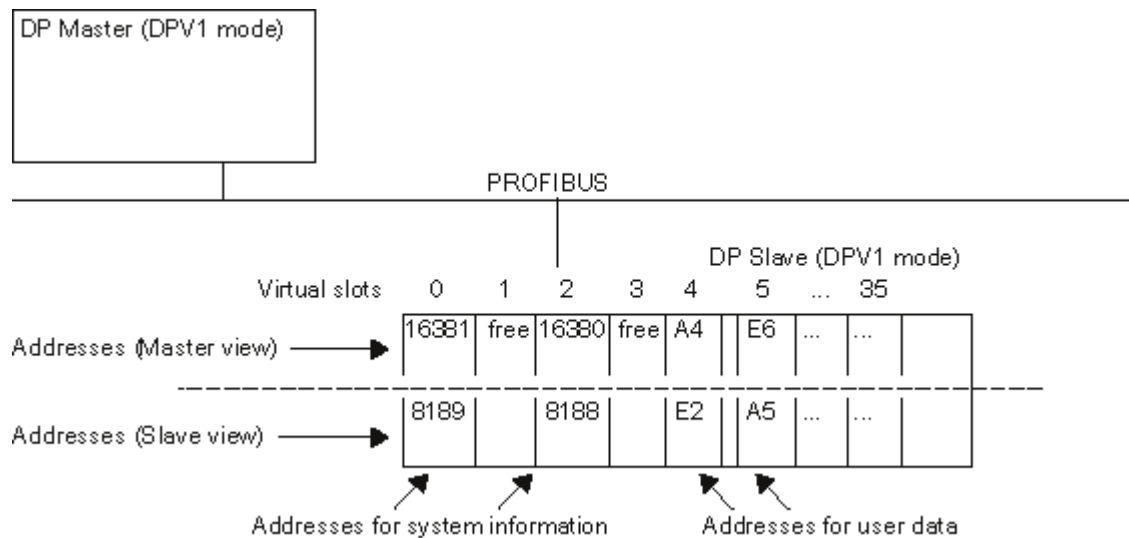 DP Master (DPV1 mode)
PROFIBUS
DP Slave (DPV1 mode)
Virtual slots 0 1 2 3 4 5 ... 35
Addresses (Master view) 16381 free 16380 free A4 E6 ... ...
Addresses (Slave view) 8189 8188 E2 A5 ... ...
Addresses for system information Addresses for user data